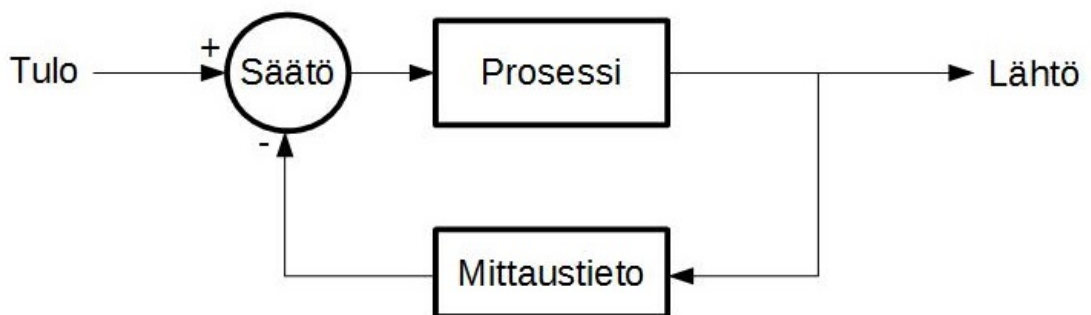 Tulo
+
Säätö
Prosessi
Lähtö
-
Mittaustieto